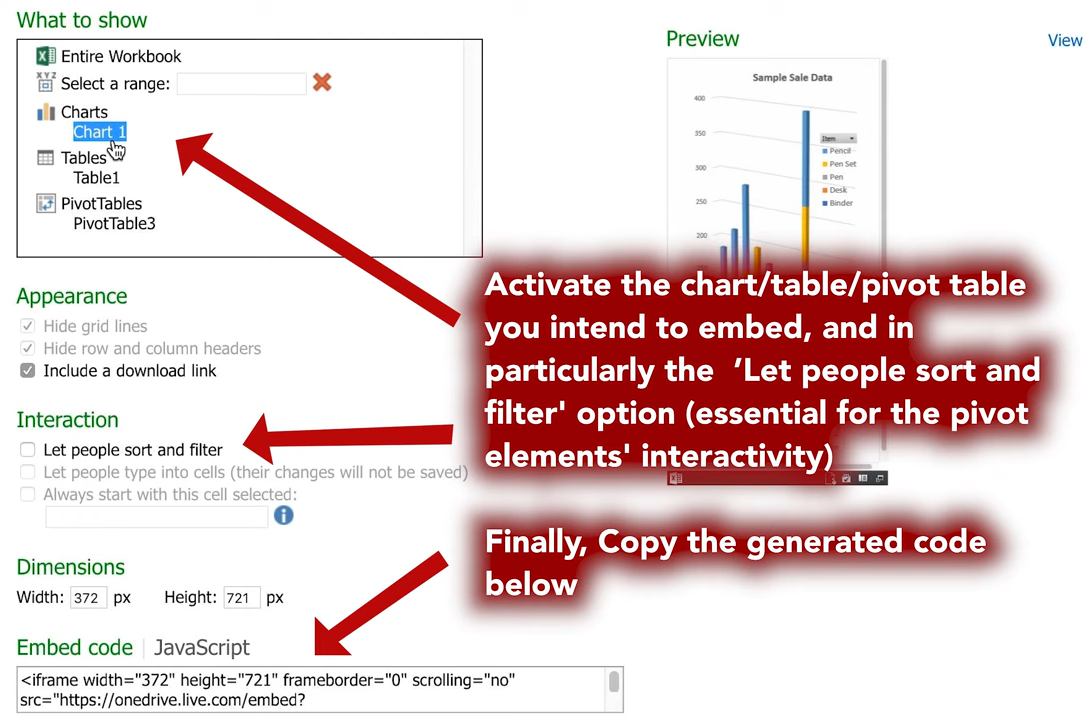 What to show
Entire Workbook
XYZ
Select a range:
Charts
Chart 1
Tables
Table1
PivotTables
PivotTable3
Preview
View
Sample Sale Data
400
350
300
250
200
Item
Pencil
Pen Set
Pen
Desk
Binder
Activate the chart/table/pivot table
you intend to embed, and in
particularly the ‘Let people sort and
filter' option (essential for the pivot
elements' interactivity)
Appearance
Hide grid lines
Hide row and column headers
Include a download link
Interaction
Let people sort and filter
Let people type into cells (their changes will not be saved)
Always start with this cell selected:
Finally, Copy the generated code
below
Dimensions
Width: 372 px Height: 721 px
Embed code | JavaScript
<iframe width="372" height="721" frameborder="0" scrolling="no"
src="https://onedrive.live.com/embed?